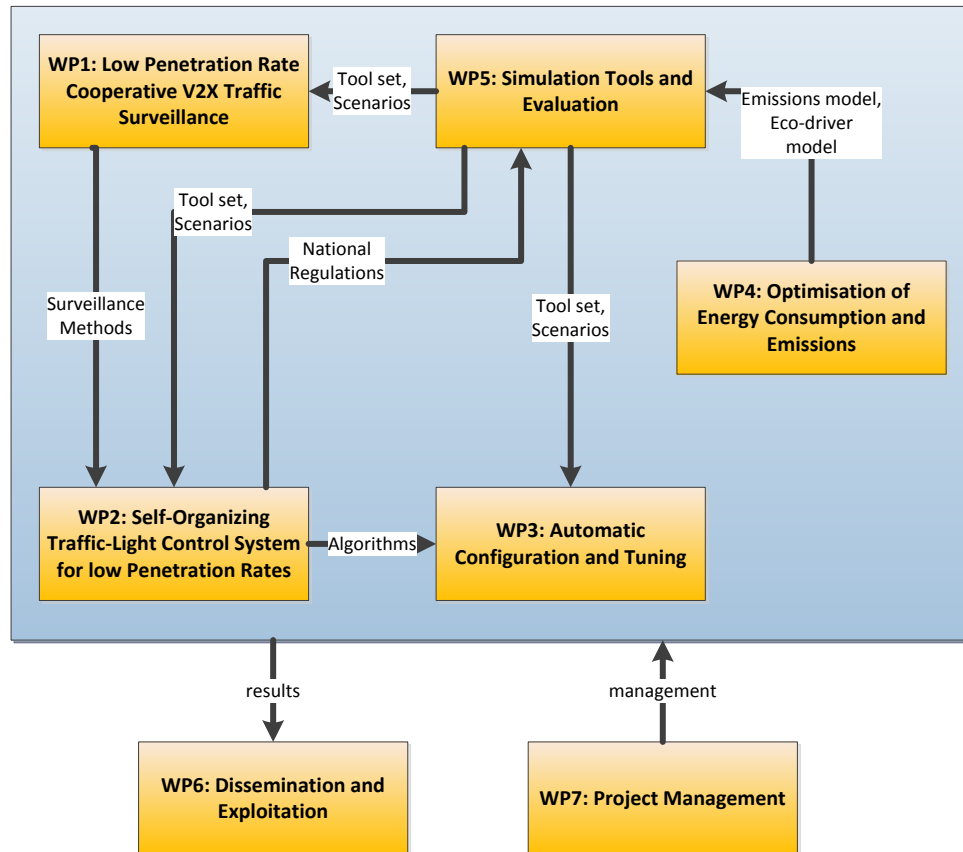 WP1: Low Penetration Rate
Cooperative V2X Traffic
Surveillance
Tool set,
Scenarios
WP5: Simulation Tools and
Evaluation
Emissions model,
Eco-driver
model
Tool set,
Scenarios
National
Regulations
Surveillance
Methods
Tool set,
Scenarios
WP4: Optimisation of
Energy Consumption and
Emissions
WP2: Self-Organizing
Traffic-Light Control System
for low Penetration Rates
Algorithms
WP3: Automatic
Configuration and Tuning
results
management
WP6: Dissemination and
Exploitation
WP7: Project Management